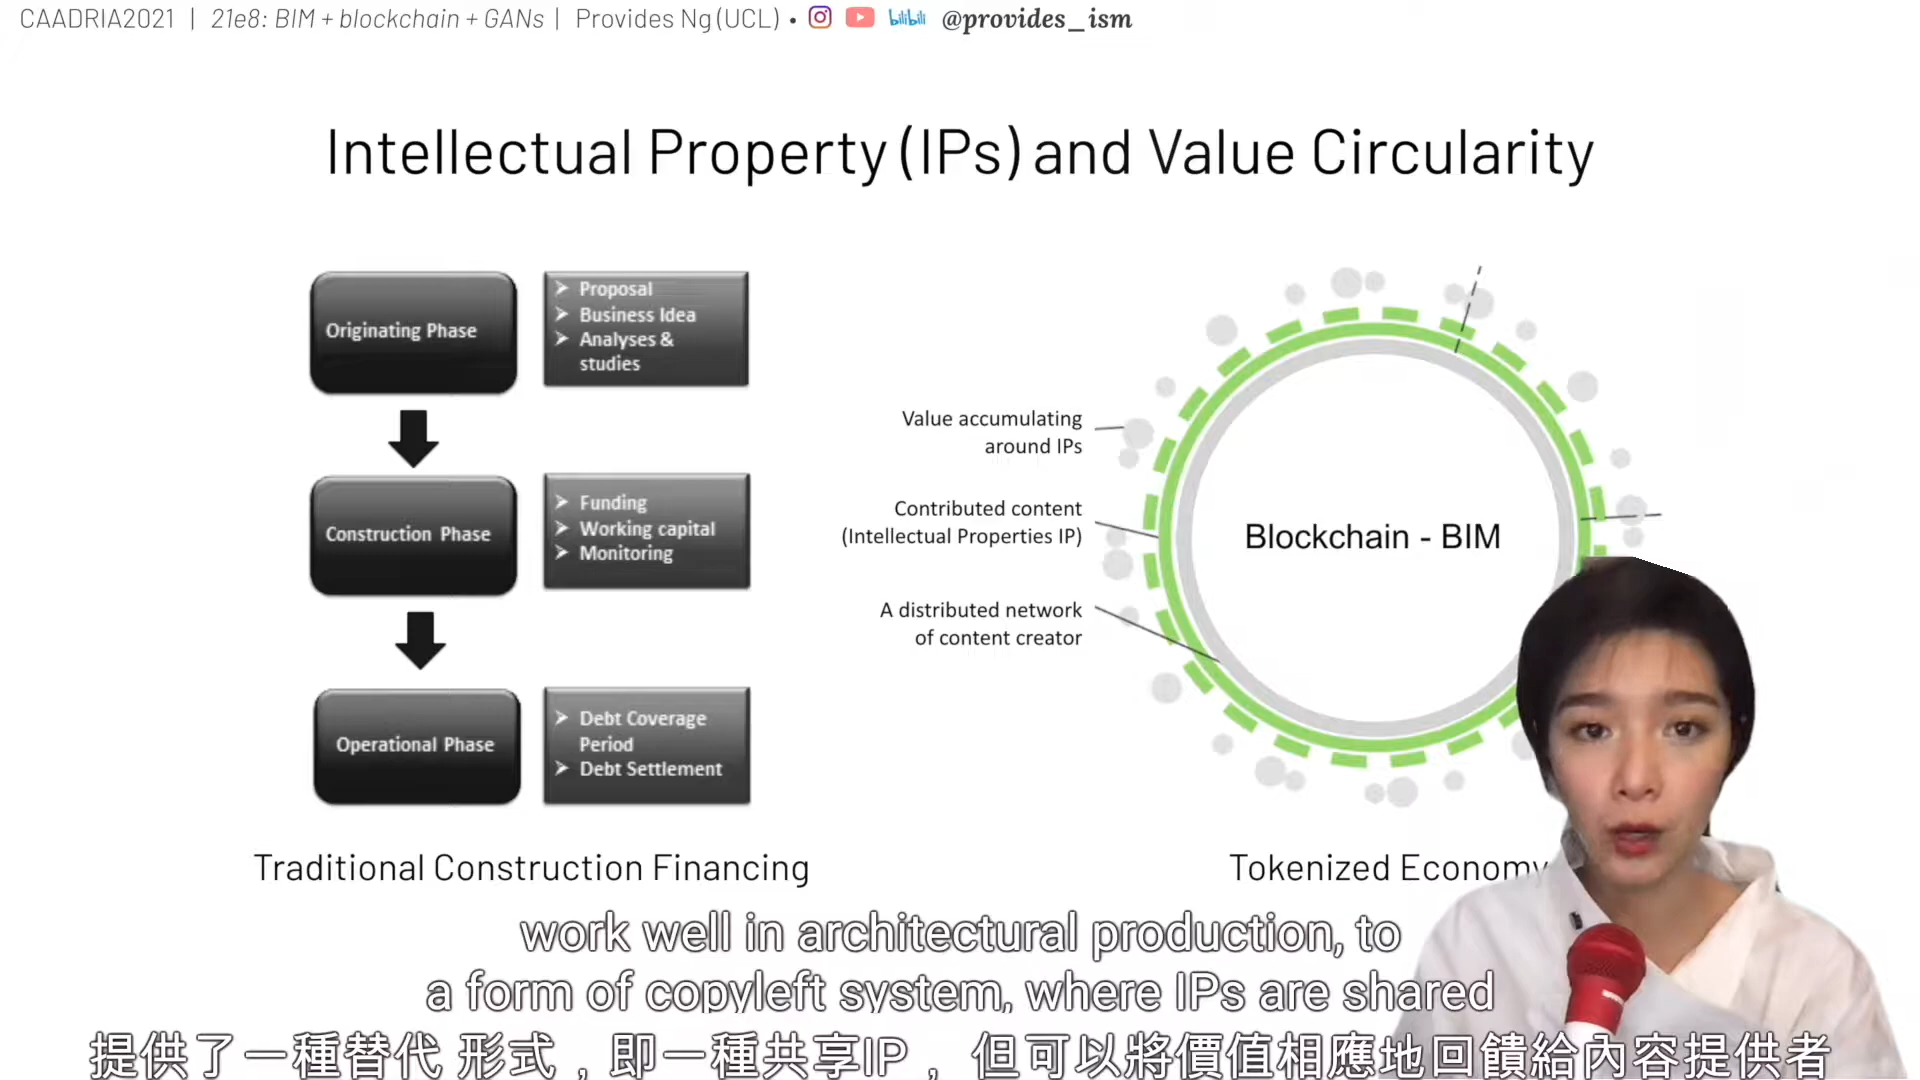 CAADRIA2021 | 21e8: BIM + blockchain + GANs | Provides Ng (UCL) • bilibili @provides_ism
Intellectual Property (IPs) and Value Circularity
Originating Phase
➢ Proposal
➢ Business Idea
➢ Analyses &
studies
Construction Phase
➢ Funding
➢ Working capital
➢ Monitoring
Operational Phase
➢ Debt Coverage
Period
➢ Debt Settlement
Traditional Construction Financing
Value accumulating
around IPs
Contributed content
(Intellectual Properties IP)
A distributed network
of content creator
Blockchain - BIM
Tokenized Economy
work well in architectural production, to
a form of copyleft system, where IPs are shared
提供了一種替代 形式，即一種共享IP， 但可以將價值相應地回饋給內容提供者